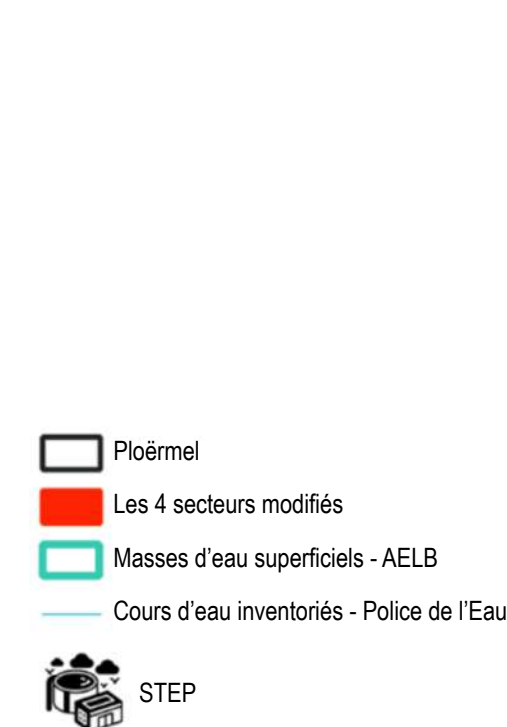 Ploërmel
Les 4 secteurs modifiés
Masses d'eau superficiels - AELB
Cours d'eau inventoriés - Police de l'Eau
STEP